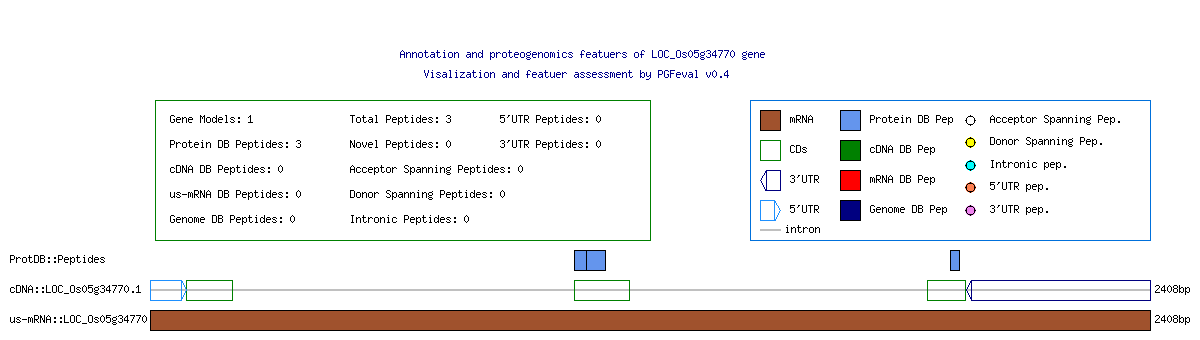 Annotation and proteogenomics featuers of LOC_Os05g34770 gene
Visalization and featuer assessment by PGFeval v0.4
Gene Models: 1 Total Peptides: 3 5'UTR Peptides: 0
Protein DB Peptides: 3 Novel Peptides: 0 3'UTR Peptides: 0
cDNA DB Peptides: 0 Acceptor Spanning Peptides: 0
us-mRNA DB Peptides: 0 Donor Spanning Peptides: 0
Genome DB Peptides: 0 Intronic Peptides: 0
mRNA Protein DB Pep Acceptor Spanning Pep.
CDs cDNA DB Pep Donor Spanning Pep.
3'UTR mRNA DB Pep Intronic pep.
5'UTR Genome DB Pep 5'UTR pep.
intron 3'UTR pep.
ProtDB::Peptides
cDNA::LOC_Os05g34770.1 2408bp
us-mRNA::LOC_Os05g34770 2408bp